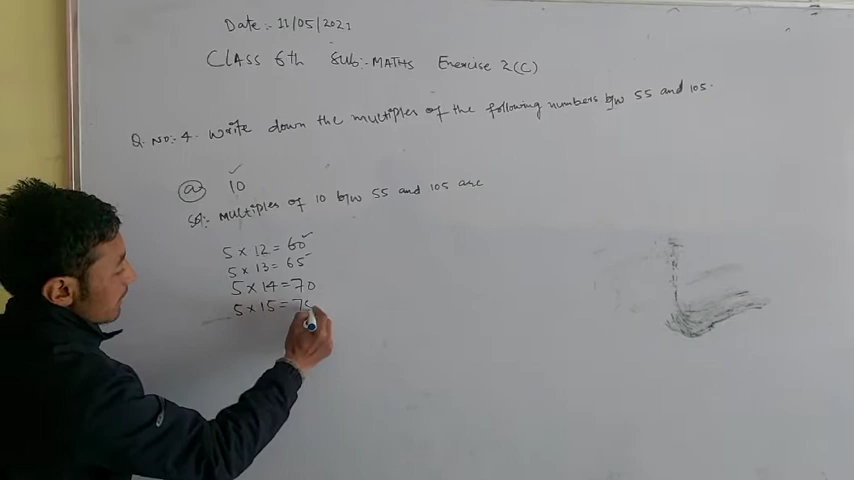 Date:- 11/05/2021
CLASS 6th Sub:- MATHS Exercise 2(C)
Q. No:- 4. Write down the multiples of the following numbers b/w 55 and 105.
(a) 10
Sol:- multiples of 10 b/w 55 and 105 are
5 × 12 = 60
5 × 13 = 65
5 × 14 = 70
5 × 15 = 75